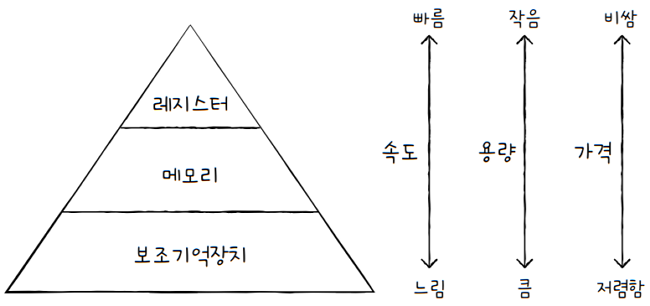 빠름 작음 비쌈
레지스터
속도 용량 가격
메모리
보조기억장치
느림 큼 저렴함